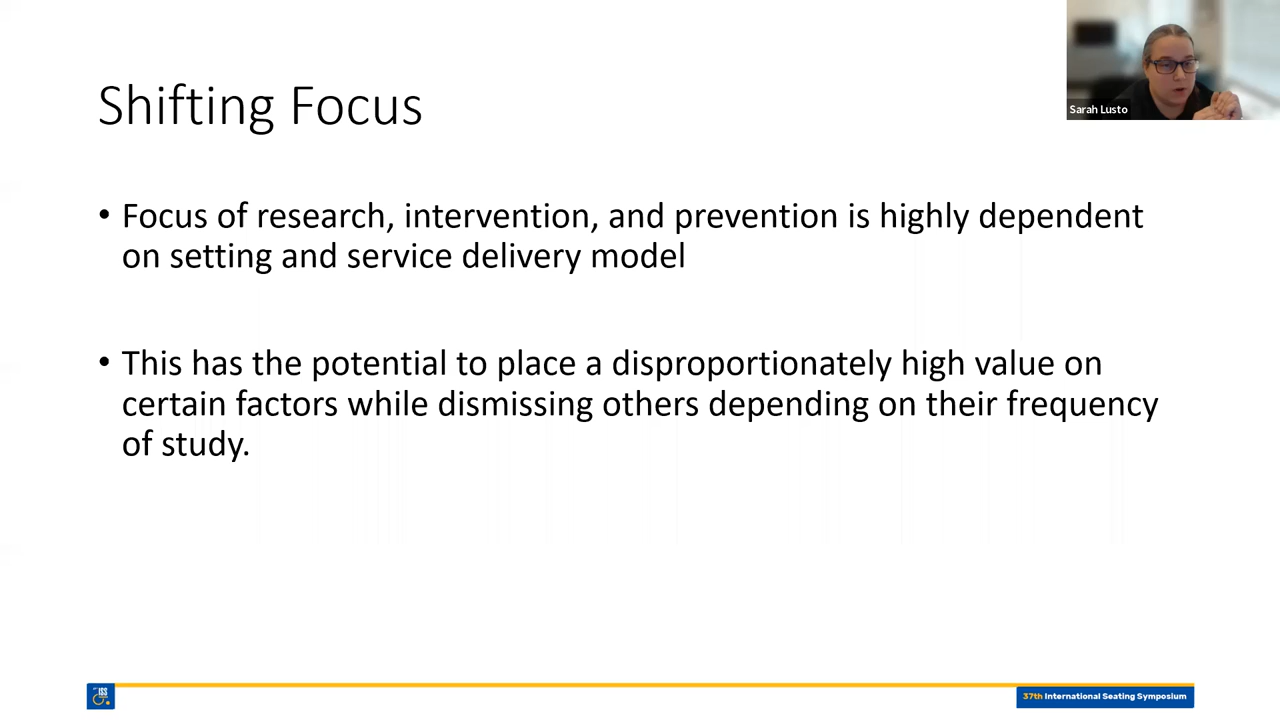 Shifting Focus
Sarah Lusto
• Focus of research, intervention, and prevention is highly dependent
on setting and service delivery model
• This has the potential to place a disproportionately high value on
certain factors while dismissing others depending on their frequency
of study.
ISS
37th International Seating Symposium